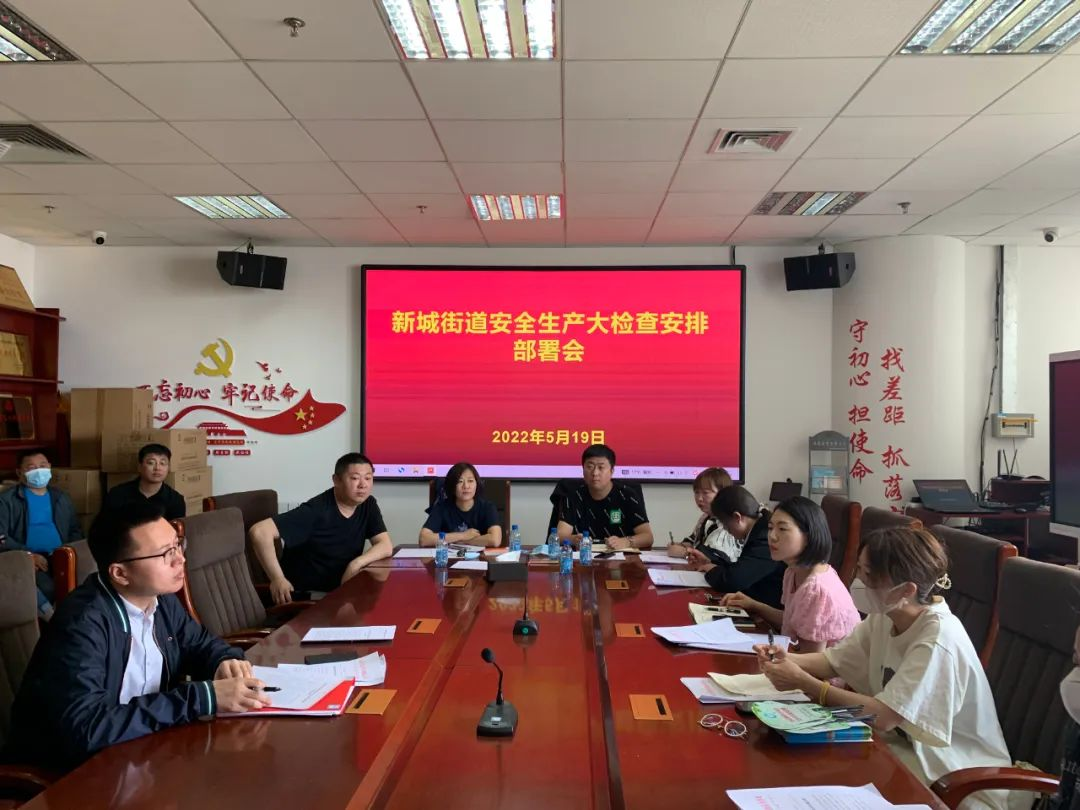 新城街道安全生产大检查安排
部署会
2022年5月19日
忘初心 牢记使命
守初心 担使命
找差距 抓落